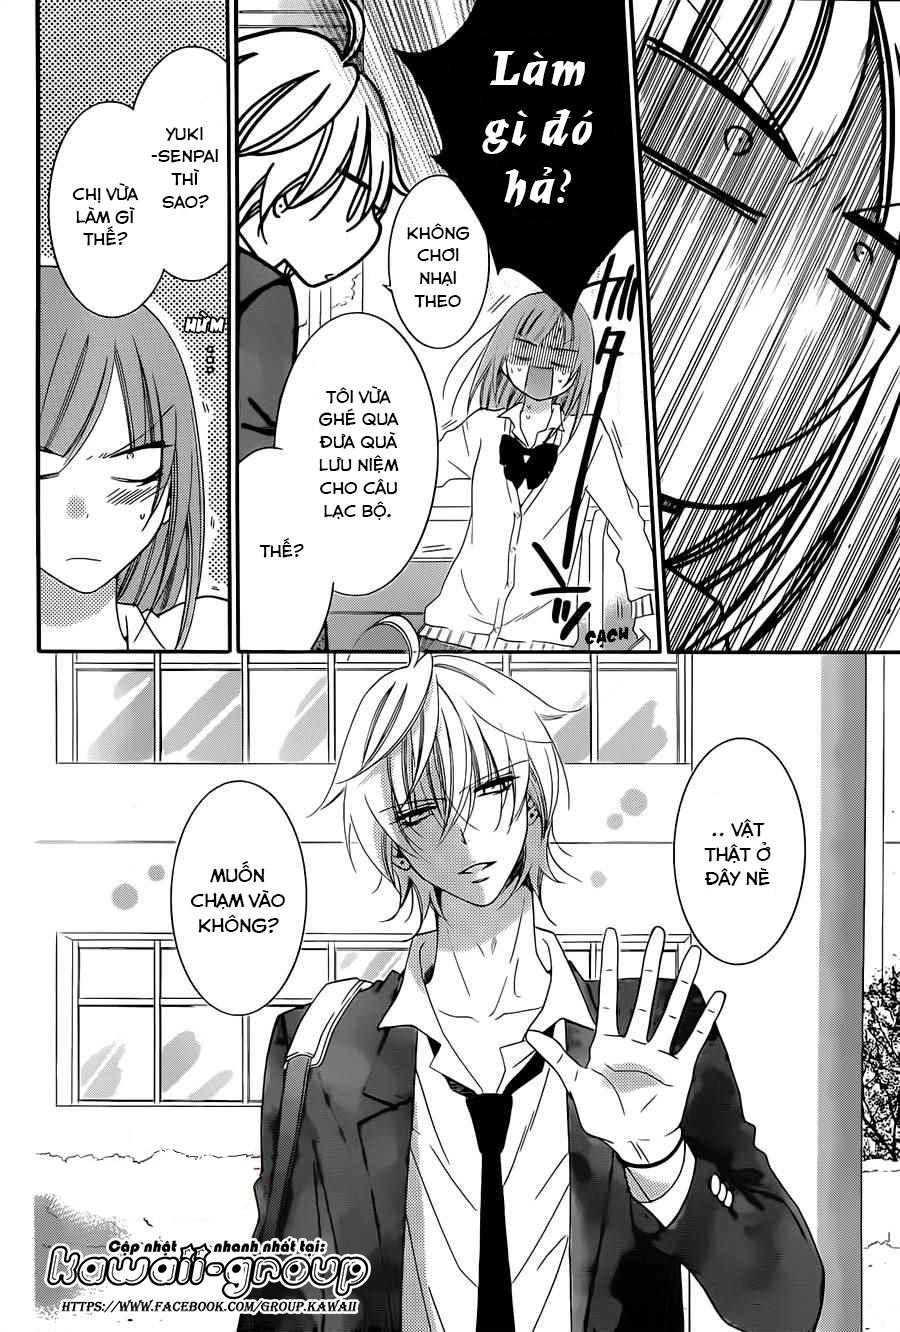 Làm
gì đó
hả?
KHÔNG
CHƠI
NHẠI
THEO
TÔI VỪA
GHÉ QUA
ĐƯA QUÀ
LƯU NIỆM
CHO CÂU
LẠC BỘ.
THẾ?
CẠCH
YUKI
-SENPAI
THÌ
SAO?
CHỊ VỪA
LÀM GÌ
THẾ?
HỪM
.. VẬT
THẬT Ở
ĐÂY NÈ
MUỐN
CHẠM VÀO
KHÔNG?
Cập nhật nhanh nhất tại:
kawaii-group
HTTPS://WWW.FACEBOOK.COM/GROUP.KAWAII